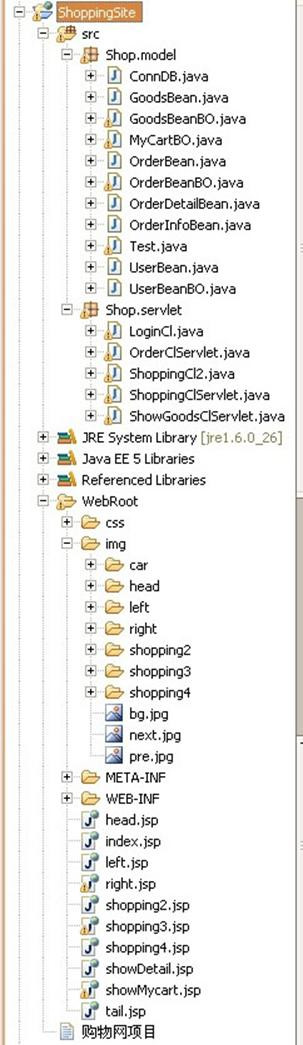 ShoppingSite
src
Shop.model
ConnDB.java
GoodsBean.java
GoodsBeanBO.java
MyCartBO.java
OrderBean.java
OrderBeanBO.java
OrderDetailBean.java
OrderInfoBean.java
Test.java
UserBean.java
UserBeanBO.java
Shop.servlet
LoginCl.java
OrderClServlet.java
ShoppingCl2.java
ShoppingClServlet.java
ShowGoodsClServlet.java
JRE System Library [jre1.6.0_26]
Java EE 5 Libraries
Referenced Libraries
WebRoot
css
img
car
head
left
right
shopping2
shopping3
shopping4
bg.jpg
next.jpg
pre.jpg
META-INF
WEB-INF
head.jsp
index.jsp
left.jsp
right.jsp
shopping2.jsp
shopping3.jsp
shopping4.jsp
showDetail.jsp
showMycart.jsp
tail.jsp
购物网项目